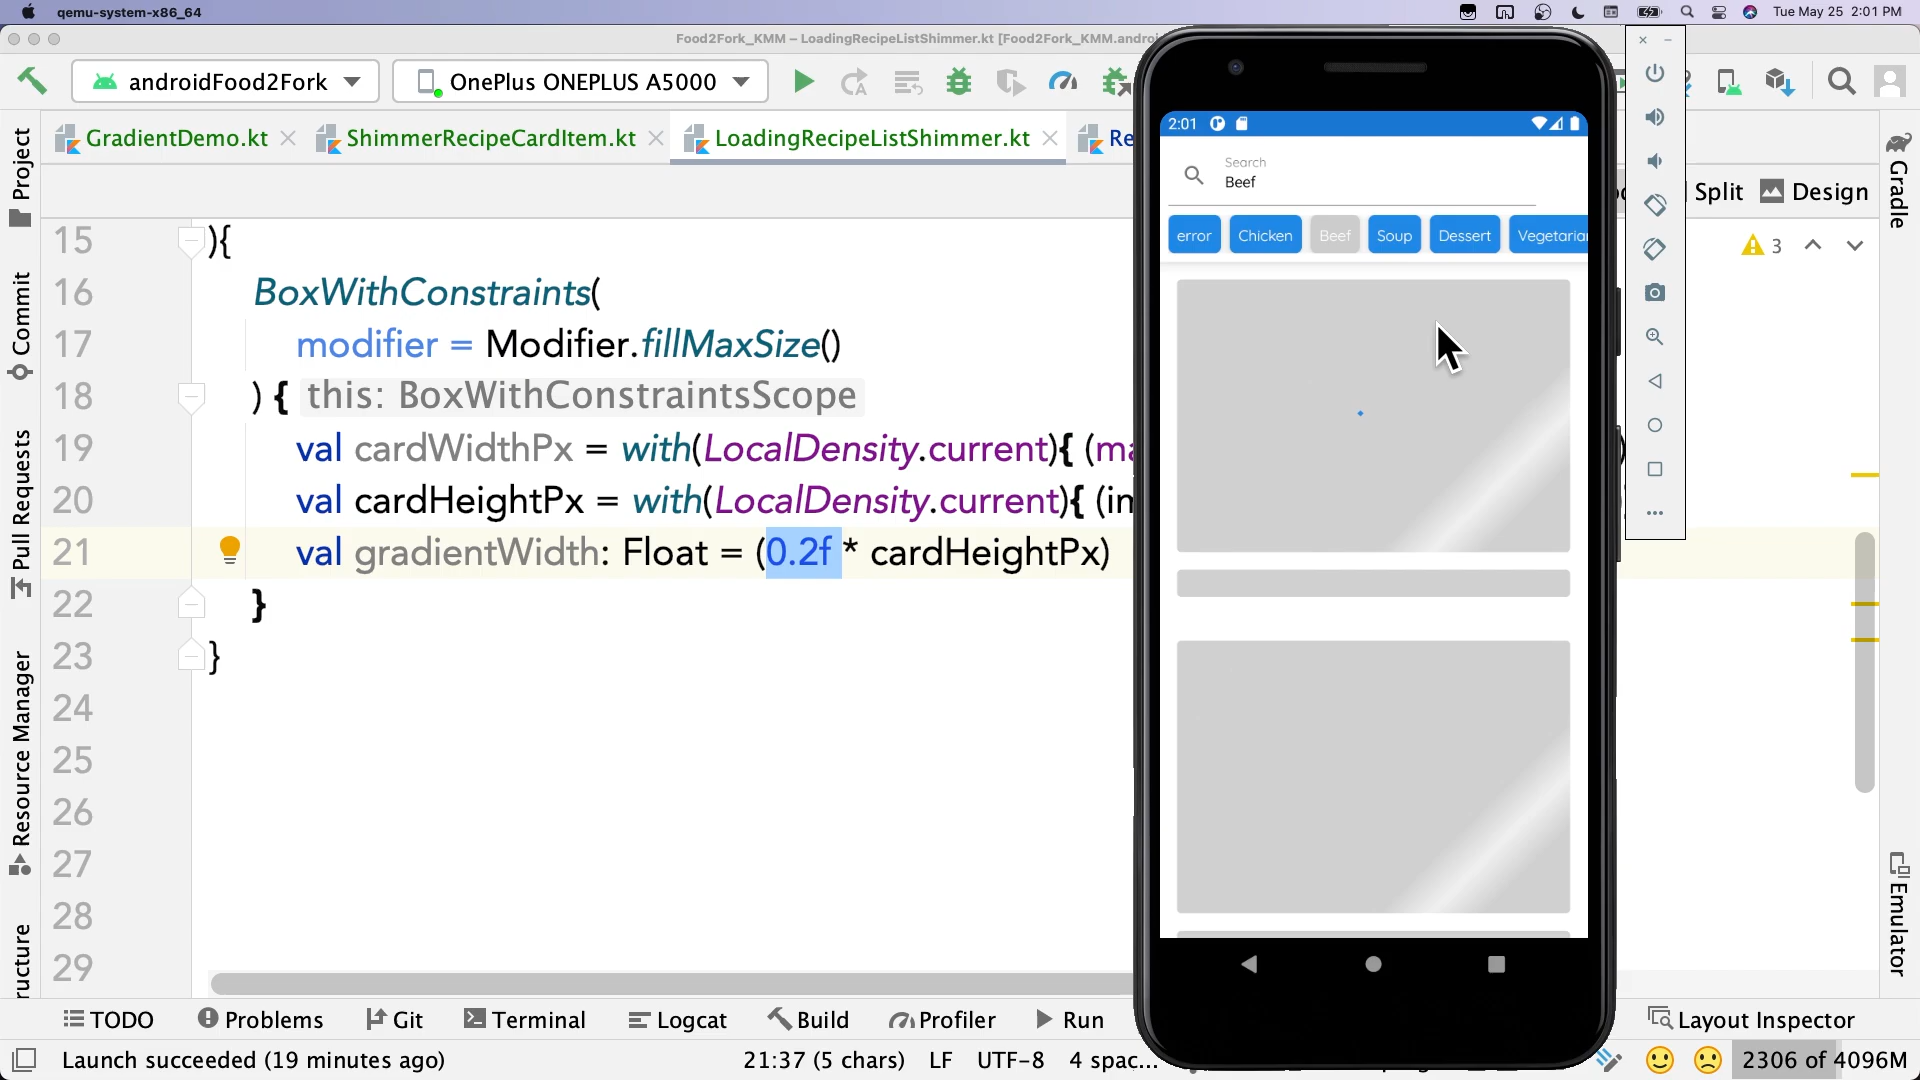 qemu-system-x86_64
Tue May 25 2:01 PM
Food2Fork_KMM – LoadingRecipeListShimmer.kt [Food2Fork_KMM.androi
androidFood2Fork
OnePlus ONEPLUS A5000
GradientDemo.kt
ShimmerRecipeCardItem.kt
LoadingRecipeListShimmer.kt
Re
Split
Design
Project
Commit
Pull Requests
Resource Manager
ructure
Gradle
Emulator
3
15 ){
16 BoxWithConstraints(
17 modifier = Modifier.fillMaxSize()
18 ) { this: BoxWithConstraintsScope
19 val cardWidthPx = with(LocalDensity.current){ (ma
20 val cardHeightPx = with(LocalDensity.current){ (im
21 val gradientWidth: Float = (0.2f * cardHeightPx)
22 }
23 }
24
25
26
27
28
29
2:01
Search
Beef
error
Chicken
Beef
Soup
Dessert
Vegetarian
TODO
Problems
Git
Terminal
Logcat
Build
Profiler
Run
Layout Inspector
Launch succeeded (19 minutes ago)
21:37 (5 chars)
LF
UTF-8
4 spac...
2306 of 4096M